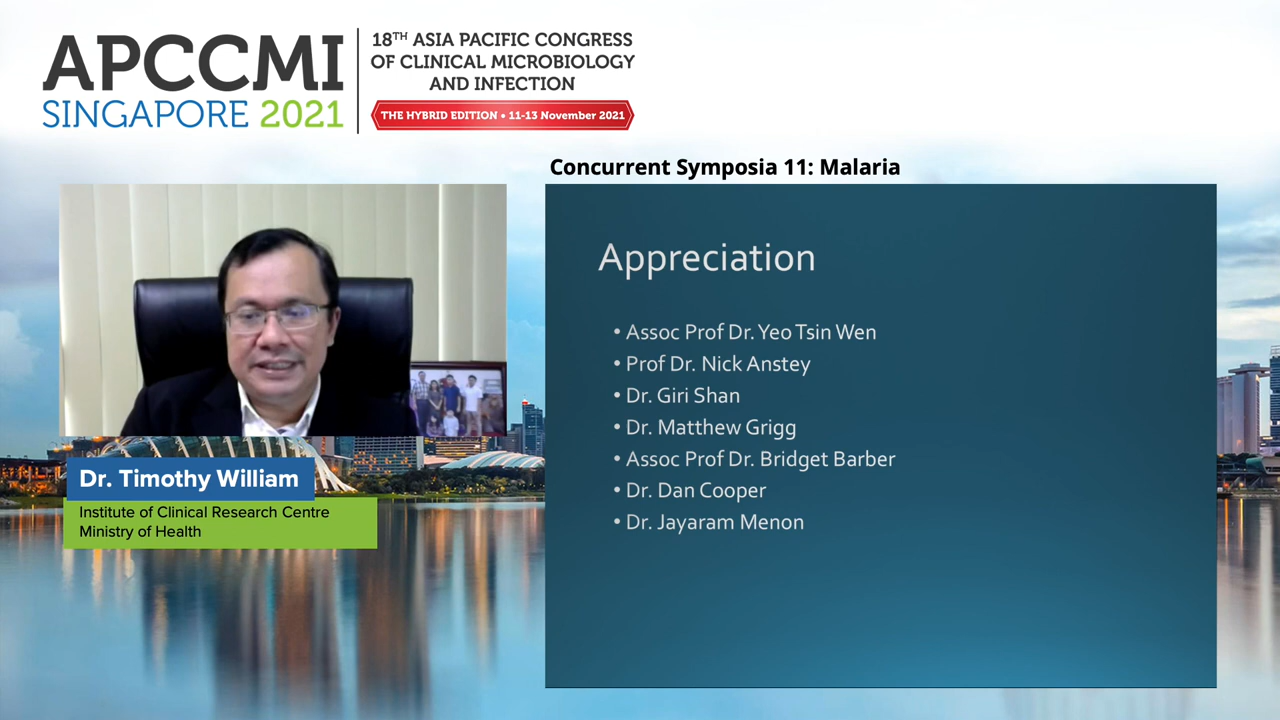 APCCMI
SINGAPORE 2021
18TH ASIA PACIFIC CONGRESS
OF CLINICAL MICROBIOLOGY
AND INFECTION
THE HYBRID EDITION • 11-13 November 2021
Concurrent Symposia 11: Malaria
Appreciation
• Assoc Prof Dr. Yeo Tsin Wen
• Prof Dr. Nick Anstey
• Dr. Giri Shan
• Dr. Matthew Grigg
• Assoc Prof Dr. Bridget Barber
• Dr. Dan Cooper
• Dr. Jayaram Menon
Dr. Timothy William
Institute of Clinical Research Centre
Ministry of Health